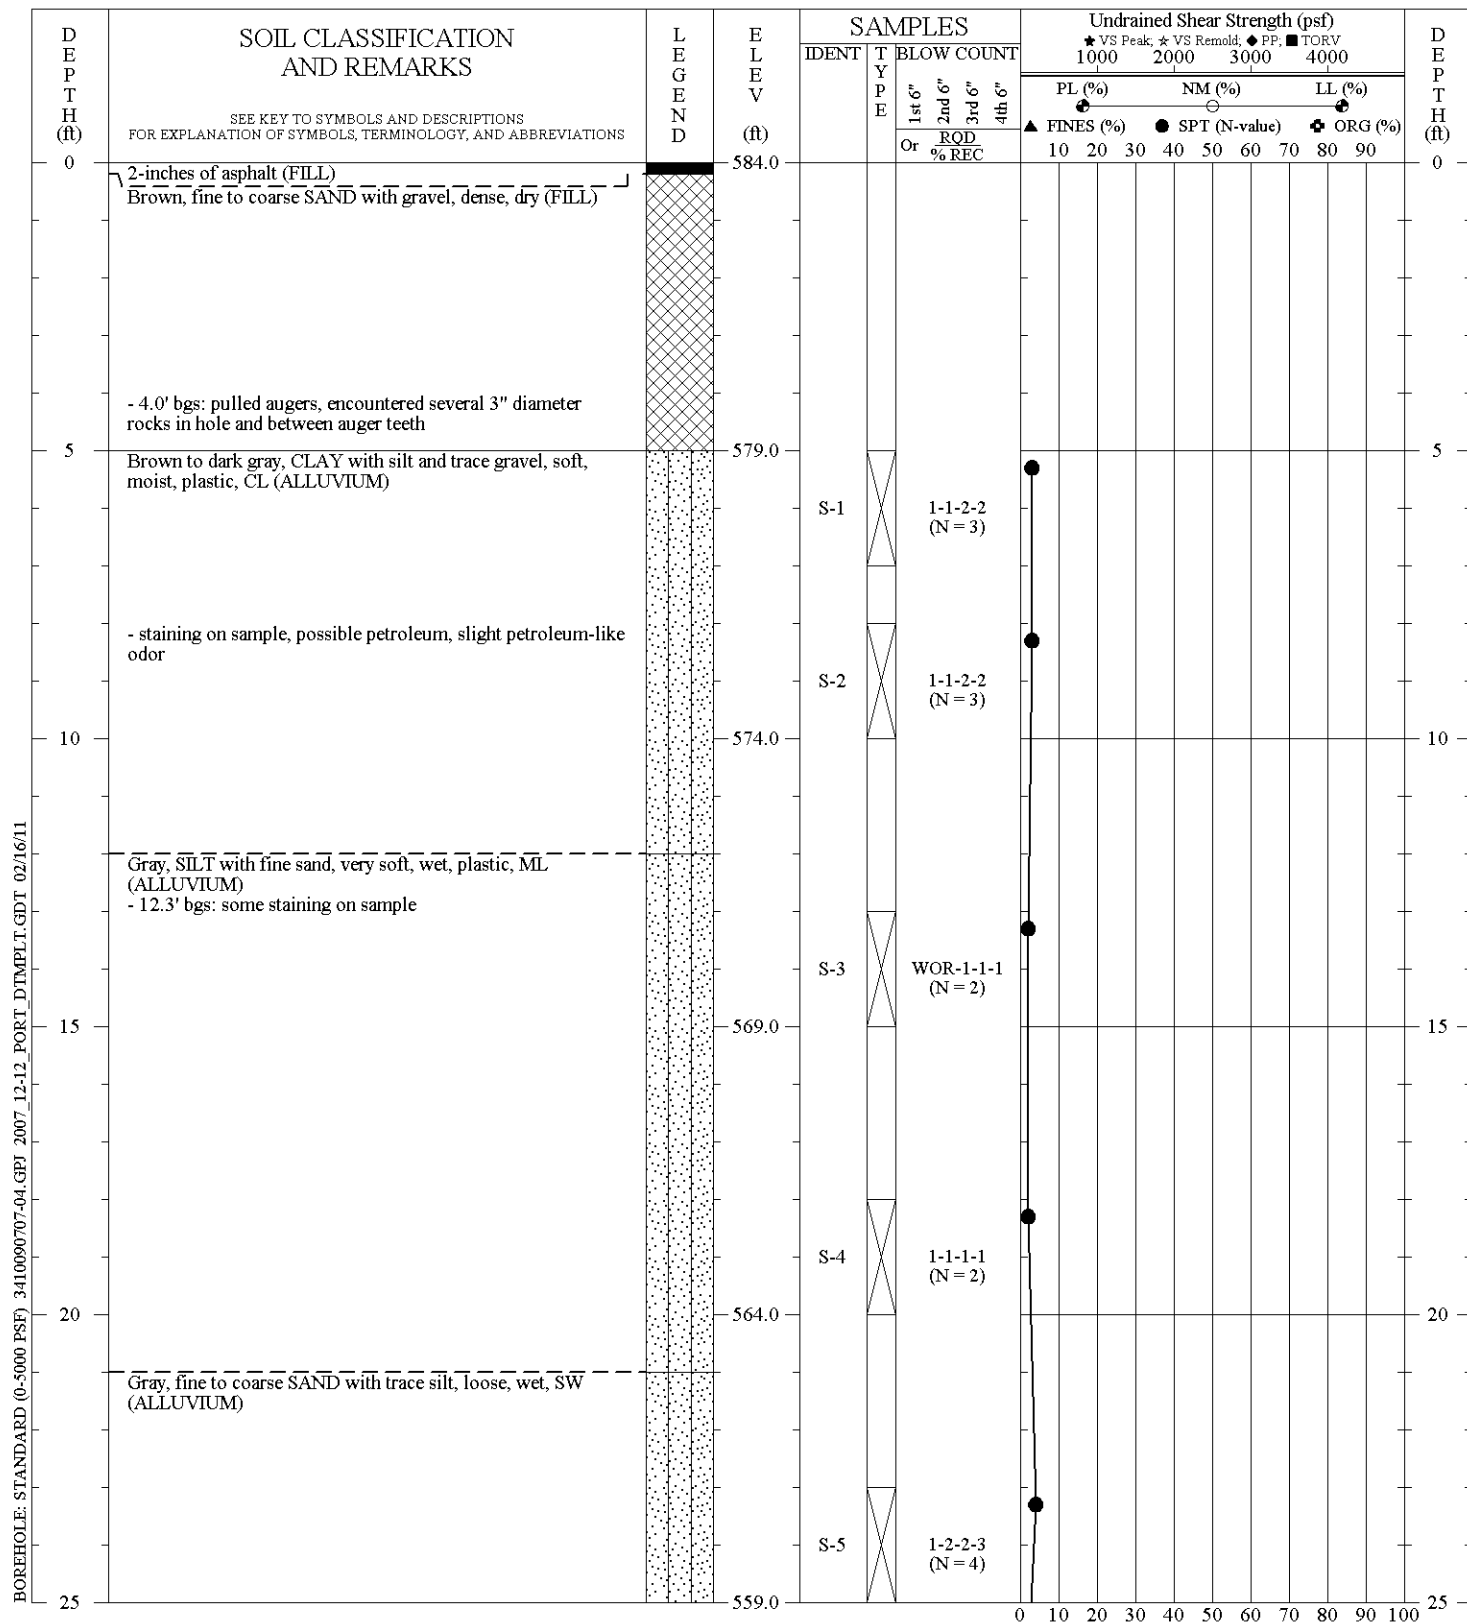 DEPTH (ft)
SOIL CLASSIFICATION
AND REMARKS
SEE KEY TO SYMBOLS AND DESCRIPTIONS
FOR EXPLANATION OF SYMBOLS, TERMINOLOGY, AND ABBREVIATIONS
LEGEND
ELEV (ft)
SAMPLES
IDENT
TYPE
BLOW COUNT
1st 6"
2nd 6"
3rd 6"
4th 6"
Or RQD
% REC
Undrained Shear Strength (psf)
★ VS Peak; ☆ VS Remold; ◆ PP; ■ TORV
1000 2000 3000 4000
PL (%) NM (%) LL (%)
▲ FINES (%) ● SPT (N-value) ✚ ORG (%)
10 20 30 40 50 60 70 80 90
DEPTH (ft)
0
2-inches of asphalt (FILL)
584.0
0
Brown, fine to coarse SAND with gravel, dense, dry (FILL)
- 4.0' bgs: pulled augers, encountered several 3" diameter
rocks in hole and between auger teeth
5
579.0
5
Brown to dark gray, CLAY with silt and trace gravel, soft,
moist, plastic, CL (ALLUVIUM)
S-1
1-1-2-2
(N = 3)
- staining on sample, possible petroleum, slight petroleum-like
odor
S-2
1-1-2-2
(N = 3)
10
574.0
10
Gray, SILT with fine sand, very soft, wet, plastic, ML
(ALLUVIUM)
- 12.3' bgs: some staining on sample
S-3
WOR-1-1-1
(N = 2)
15
569.0
15
S-4
1-1-1-1
(N = 2)
20
564.0
20
Gray, fine to coarse SAND with trace silt, loose, wet, SW
(ALLUVIUM)
S-5
1-2-2-3
(N = 4)
25
559.0
25
0 10 20 30 40 50 60 70 80 90 100
BOREHOLE: STANDARD (0-5000 PSF) 3410090707-04.GPJ 2007_12-12_PORT_DTMPLT.GDT 02/16/11